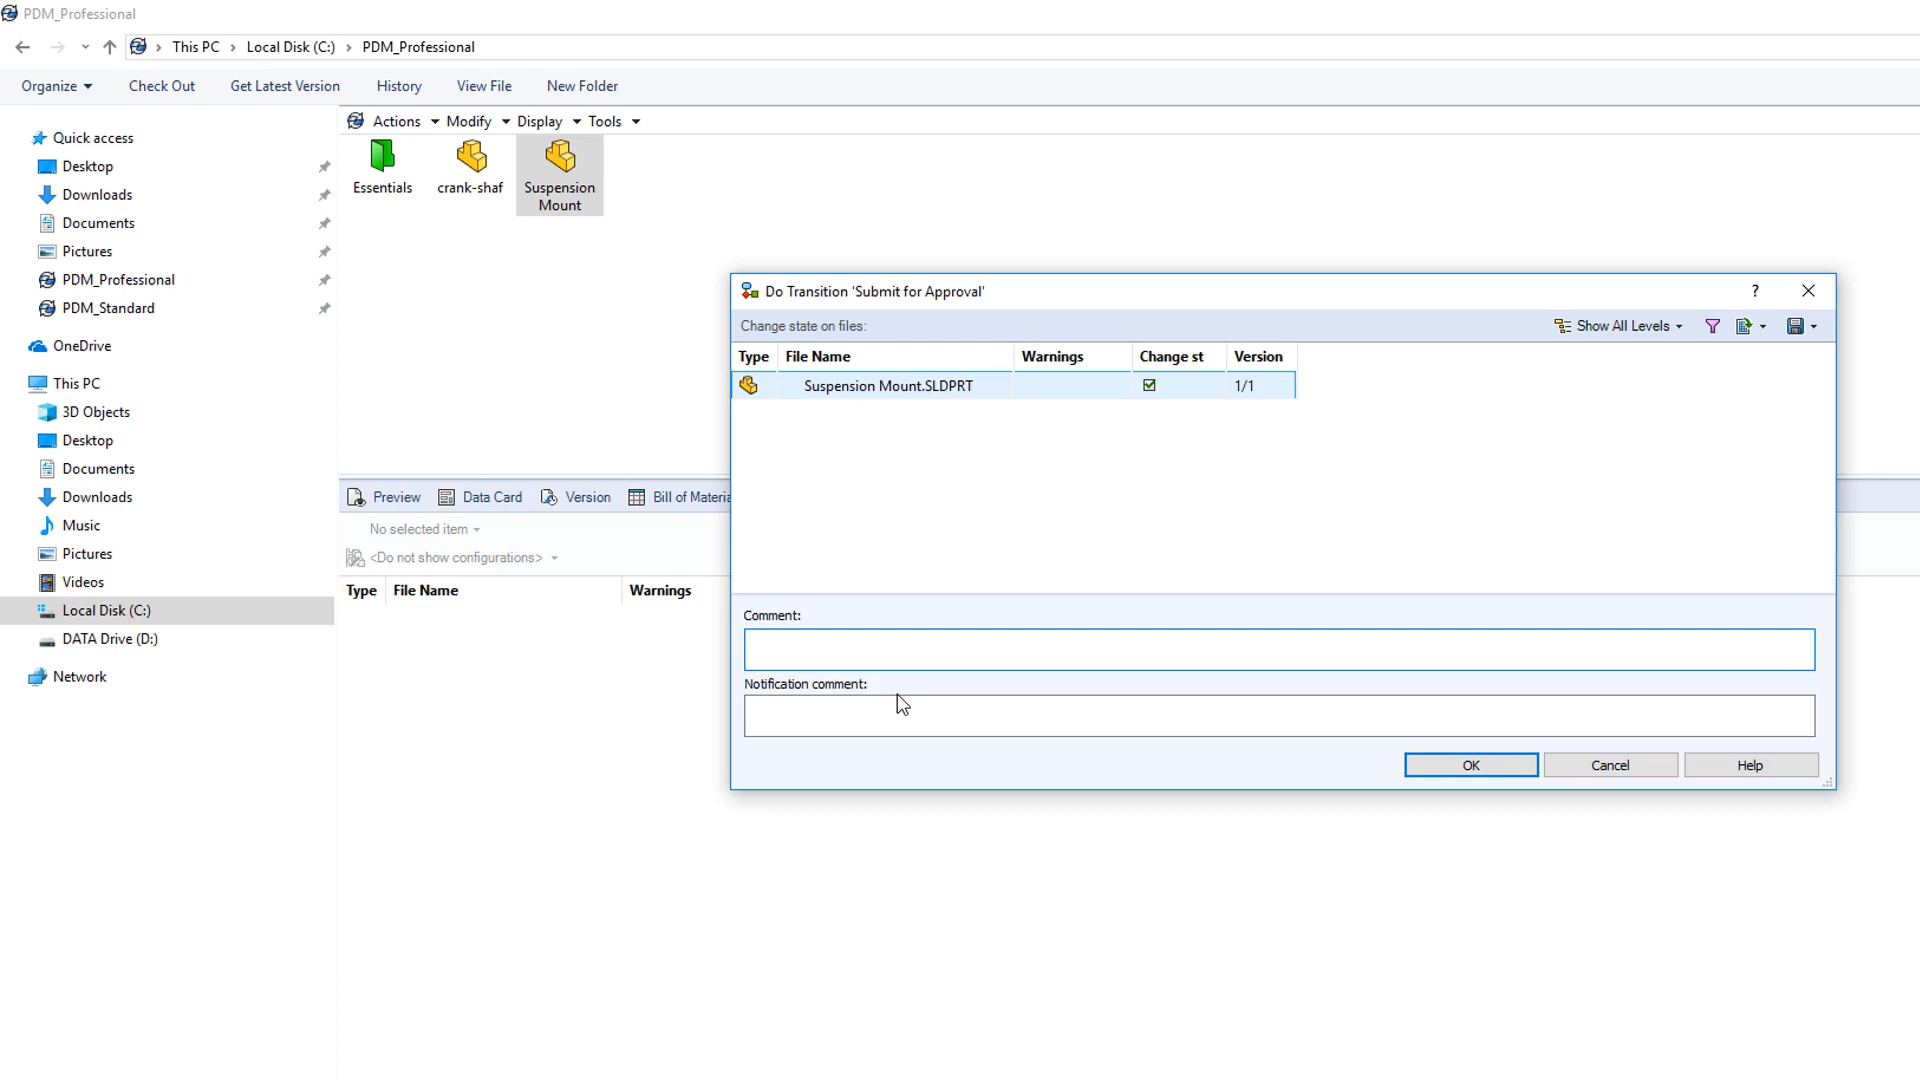 PDM_Professional
This PC
Local Disk (C:)
PDM_Professional
Organize
Check Out
Get Latest Version
History
View File
New Folder
Actions
Modify
Display
Tools
Essentials
crank-shaf
Suspension
Mount
Quick access
Desktop
Downloads
Documents
Pictures
PDM_Professional
PDM_Standard
OneDrive
This PC
3D Objects
Desktop
Documents
Downloads
Music
Pictures
Videos
Local Disk (C:)
DATA Drive (D:)
Network
Preview
Data Card
Version
Bill of Materia
No selected item
<Do not show configurations>
Type
File Name
Warnings
Do Transition 'Submit for Approval'
?
Change state on files:
Show All Levels
Type
File Name
Warnings
Change st
Version
Suspension Mount.SLDPRT
1/1
Comment:
Notification comment:
OK
Cancel
Help